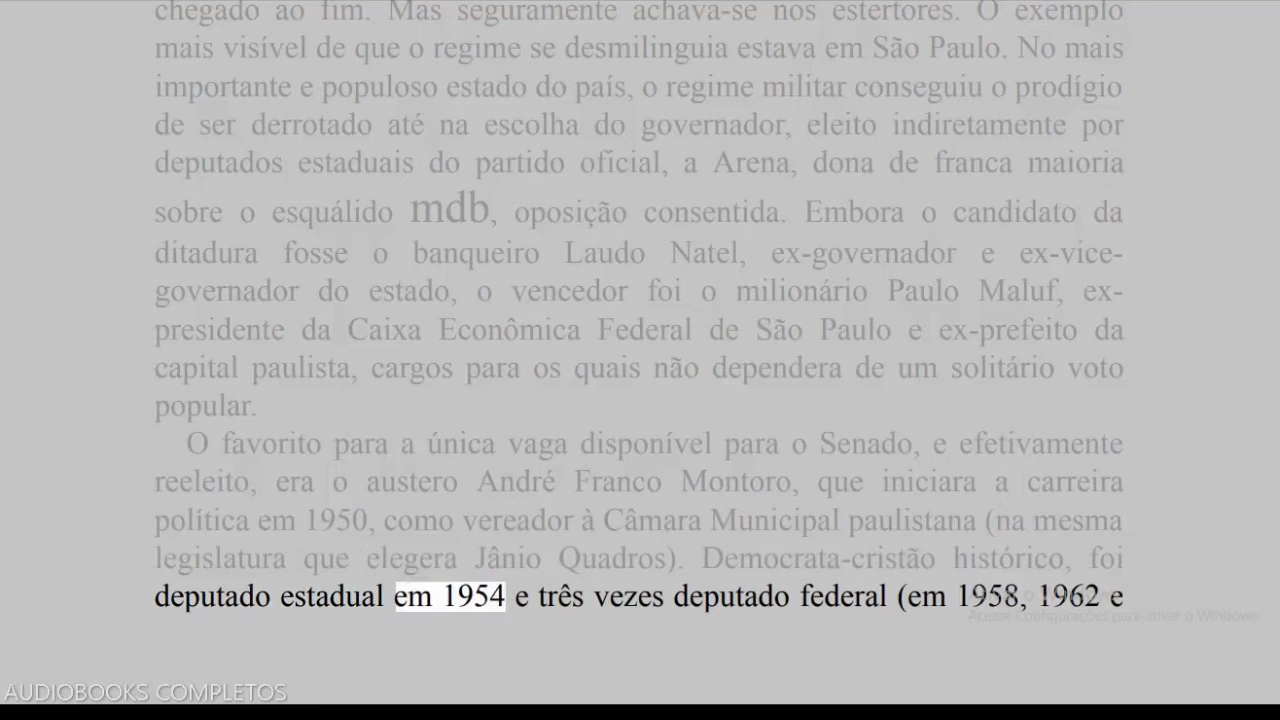 chegado ao fim. Mas seguramente achava-se nos estertores. O exemplo
mais visível de que o regime se desmilinguia estava em São Paulo. No mais
importante e populoso estado do país, o regime militar conseguiu o prodígio
de ser derrotado até na escolha do governador, eleito indiretamente por
deputados estaduais do partido oficial, a Arena, dona de franca maioria
sobre o esquálido mdb, oposição consentida. Embora o candidato da
ditadura fosse o banqueiro Laudo Natel, ex-governador e ex-vice-
governador do estado, o vencedor foi o milionário Paulo Maluf, ex-
presidente da Caixa Econômica Federal de São Paulo e ex-prefeito da
capital paulista, cargos para os quais não dependera de um solitário voto
popular.
O favorito para a única vaga disponível para o Senado, e efetivamente
reeleito, era o austero André Franco Montoro, que iniciara a carreira
política em 1950, como vereador à Câmara Municipal paulistana (na mesma
legislatura que elegera Jânio Quadros). Democrata-cristão histórico, foi
deputado estadual em 1954 e três vezes deputado federal (em 1958, 1962 e
Acesse Configurações para ativar o Windows.
AUDIOBOOKS COMPLETOS